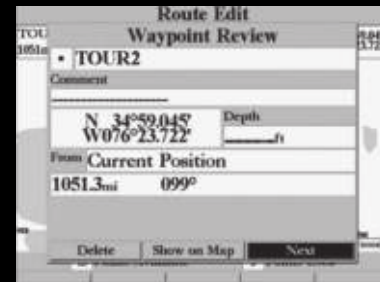 Route Edit
Waypoint Review
TOUR2
Comment
N 34°59.045'
W076°23.722'
Depth
ft
From Current Position
1051.3mi 099°
Delete Show on Map Next